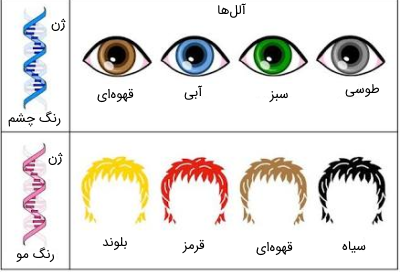 آلل‌ها
ژن
رنگ چشم
طوسی سبز آبی قهوه‌ای
ژن
رنگ مو
سیاه قهوه‌ای قرمز بلوند